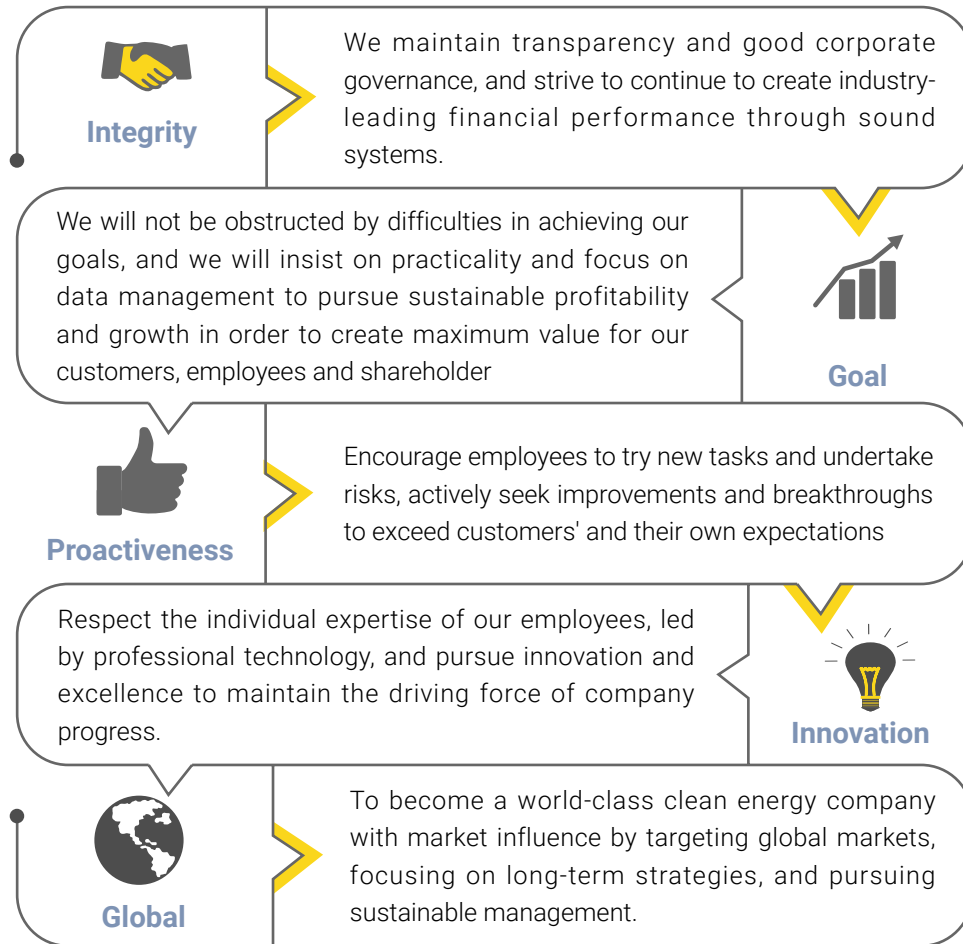 Integrity
We maintain transparency and good corporate
governance, and strive to continue to create industry-
leading financial performance through sound
systems.
We will not be obstructed by difficulties in achieving our
goals, and we will insist on practicality and focus on
data management to pursue sustainable profitability
and growth in order to create maximum value for our
customers, employees and shareholder
Goal
Proactiveness
Encourage employees to try new tasks and undertake
risks, actively seek improvements and breakthroughs
to exceed customers' and their own expectations
Respect the individual expertise of our employees, led
by professional technology, and pursue innovation and
excellence to maintain the driving force of company
progress.
Innovation
Global
To become a world-class clean energy company
with market influence by targeting global markets,
focusing on long-term strategies, and pursuing
sustainable management.